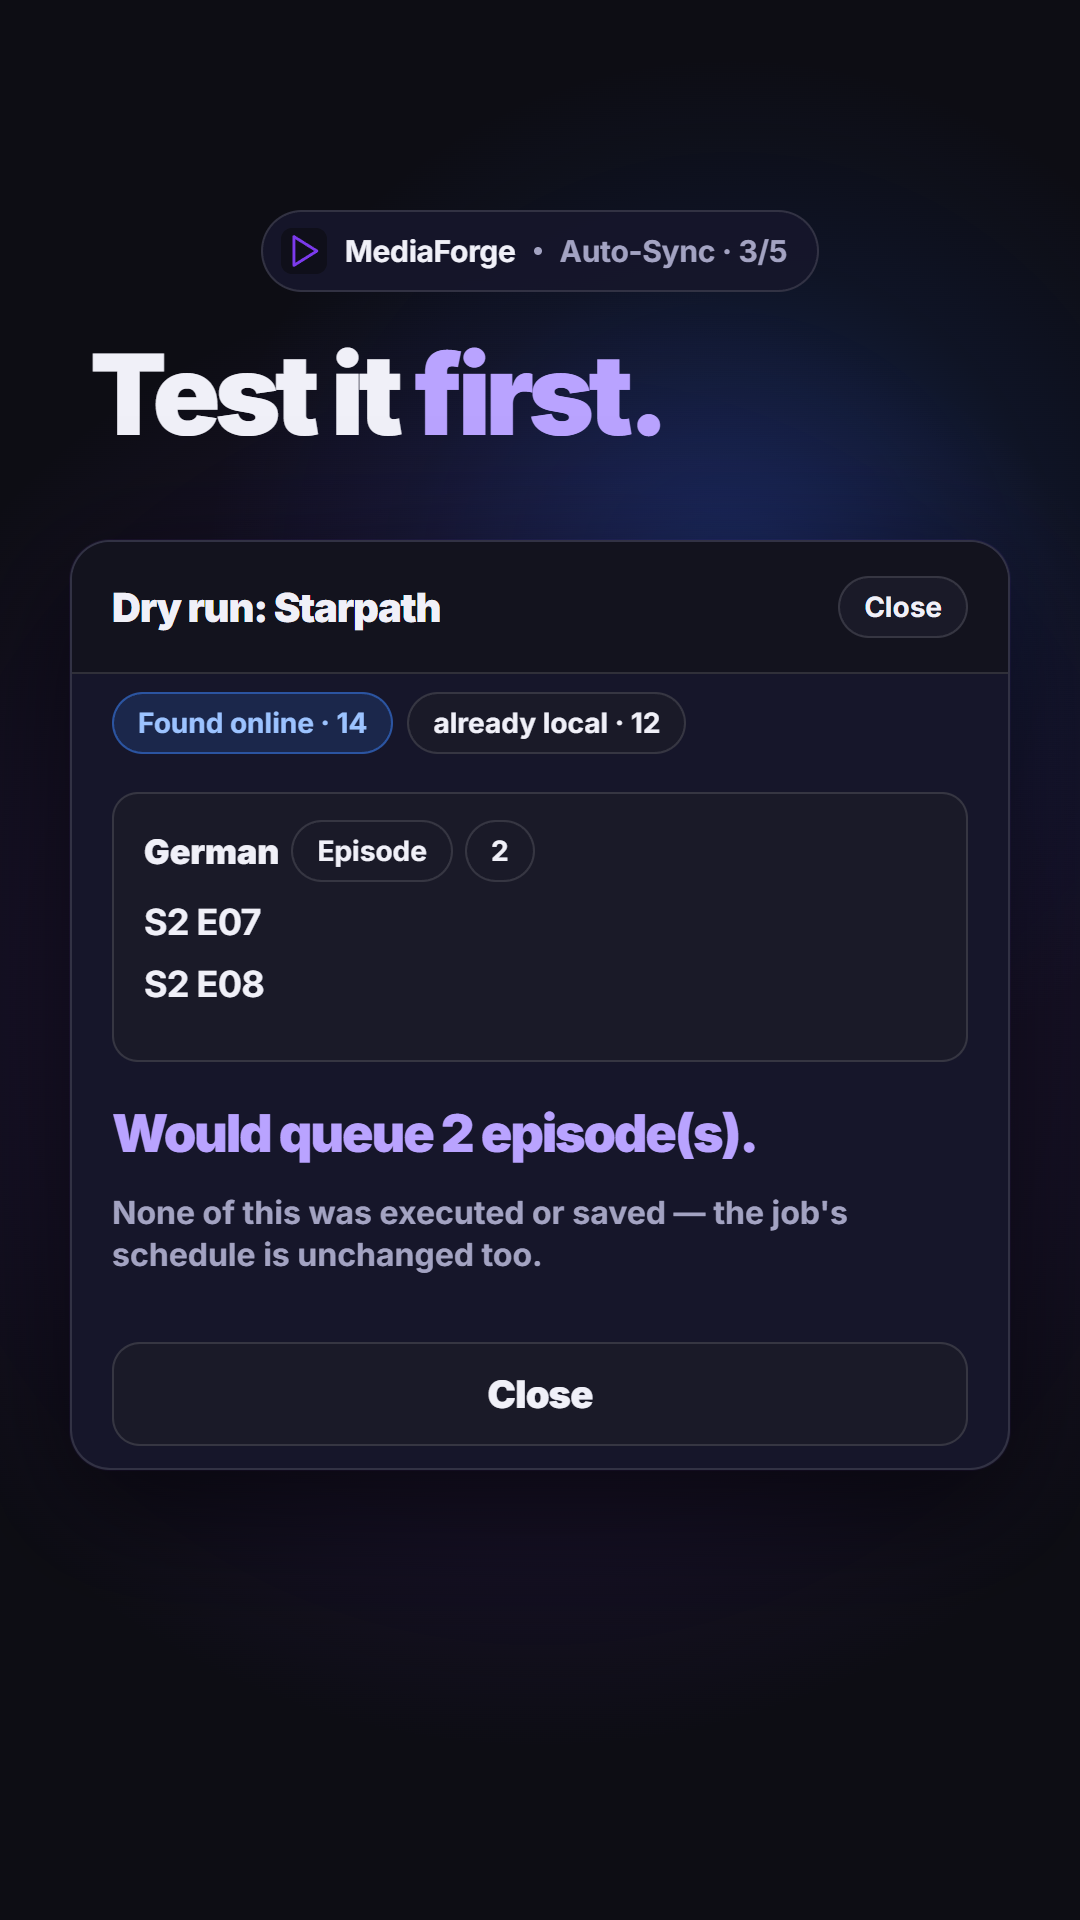 MediaForge • Auto-Sync · 3/5
Test it first.
Dry run: Starpath
Close
Found online · 14
already local · 12
German Episode 2
S2 E07
S2 E08
Would queue 2 episode(s).
None of this was executed or saved — the job's
schedule is unchanged too.
Close